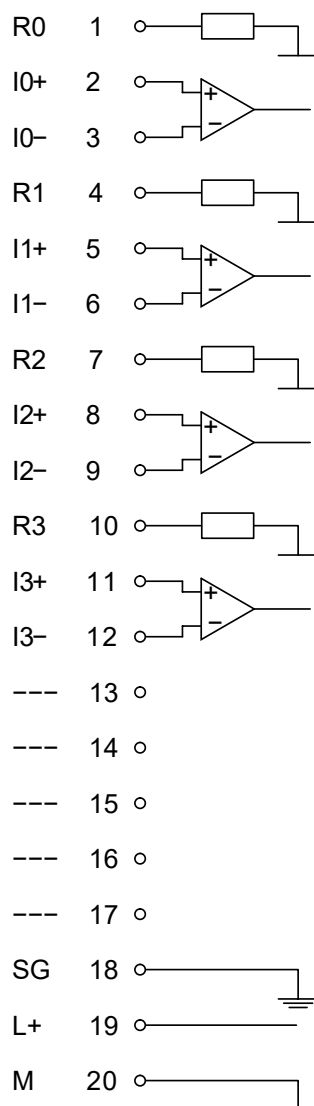 R0 1
I0+ 2
I0− 3
R1 4
I1+ 5
I1− 6
R2 7
I2+ 8
I2− 9
R3 10
I3+ 11
I3− 12
--- 13
--- 14
--- 15
--- 16
--- 17
SG 18
L+ 19
M 20